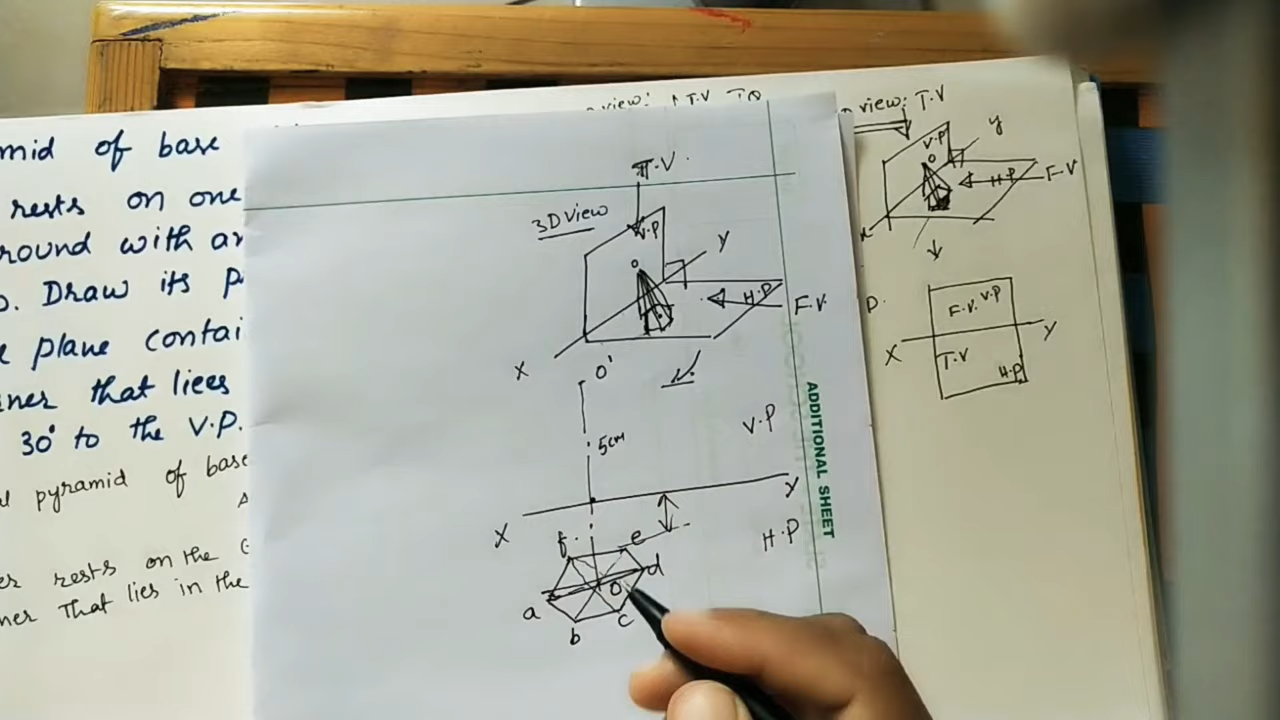 mid of base
rests on one
round with a
Draw its p
plane contai
ner that liees
30° to the V.P.
pyramid of base
rests on the
ner That lies in the
view: ↑T.V
T.V.
3D View
V.P
o
Y
H.P
F.V.
X
o'
5cm
V.P
X
Y
H.P
f
e
d
o
a
b
c
ADDITIONAL SHEET
view: T.V
V.P
y
o
H.P
F.V
x
F.V. V.P
X
Y
T.V
H.P